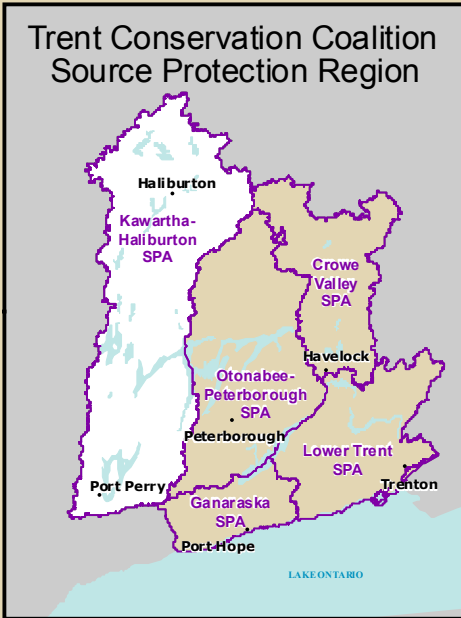 Trent Conservation Coalition
Source Protection Region
Haliburton
Kawartha-
Haliburton
SPA
Crowe
Valley
SPA
Havelock
Otonabee-
Peterborough
SPA
Peterborough
Lower Trent
SPA
Port Perry
Trenton
Ganaraska
SPA
Port Hope
LAKE ONTARIO